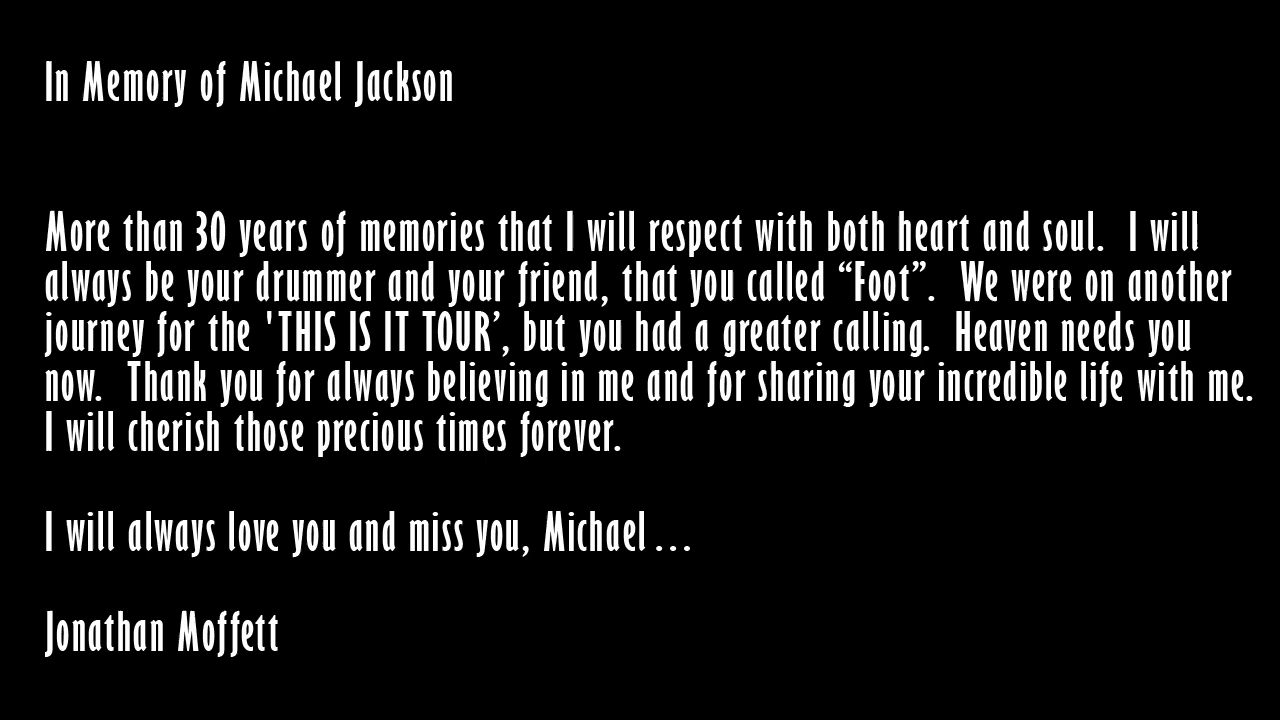 In Memory of Michael Jackson
More than 30 years of memories that I will respect with both heart and soul.  I will
always be your drummer and your friend, that you called “Foot”.  We were on another
journey for the 'THIS IS IT TOUR’, but you had a greater calling.  Heaven needs you
now.  Thank you for always believing in me and for sharing your incredible life with me.
I will cherish those precious times forever.
I will always love you and miss you, Michael…
Jonathan Moffett